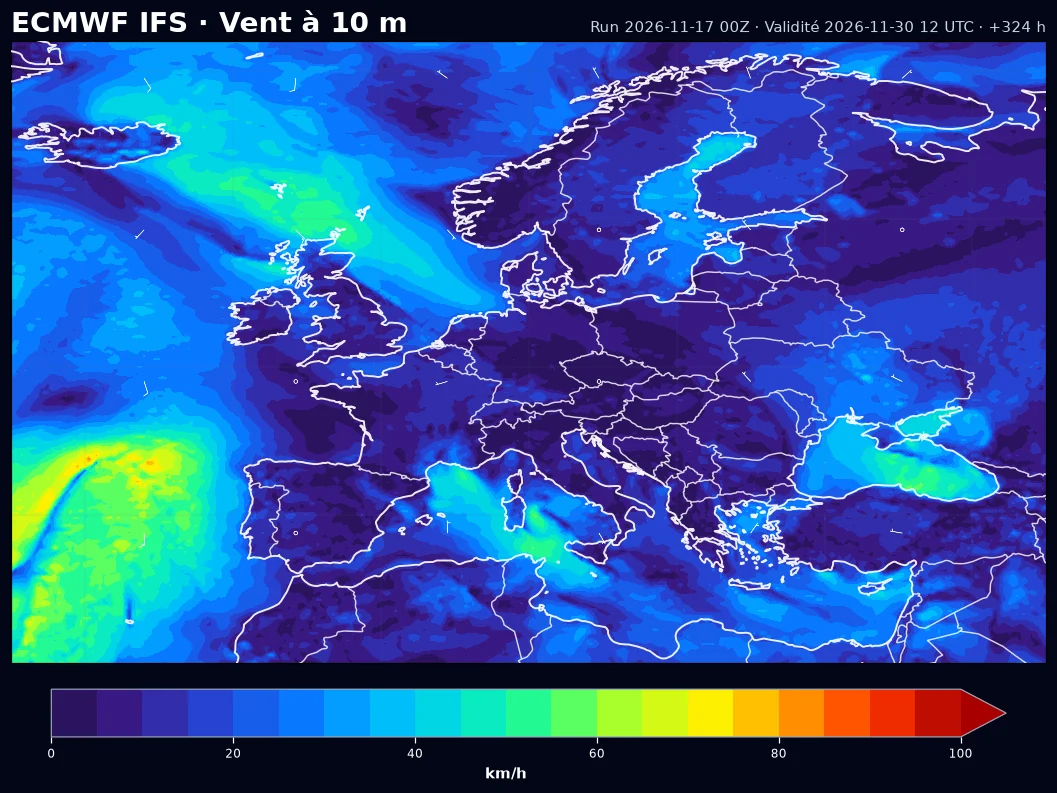 ECMWF IFS · Vent à 10 m
Run 2026-11-17 00Z · Validité 2026-11-30 12 UTC · +324 h
0 20 40 60 80 100
km/h